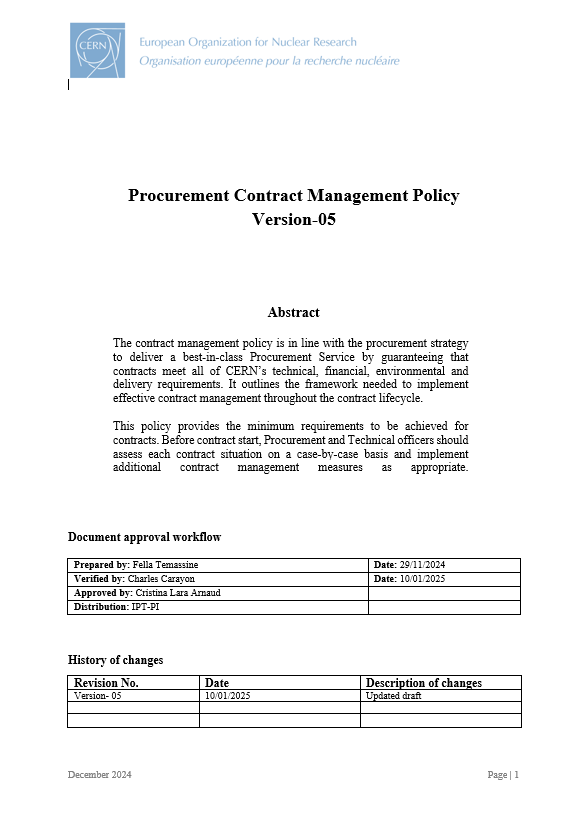 CERN
European Organization for Nuclear Research
Organisation européenne pour la recherche nucléaire
Procurement Contract Management Policy
Version-05
Abstract
The contract management policy is in line with the procurement strategy
to deliver a best-in-class Procurement Service by guaranteeing that
contracts meet all of CERN’s technical, financial, environmental and
delivery requirements. It outlines the framework needed to implement
effective contract management throughout the contract lifecycle.
This policy provides the minimum requirements to be achieved for
contracts. Before contract start, Procurement and Technical officers should
assess each contract situation on a case-by-case basis and implement
additional contract management measures as appropriate.
Document approval workflow
Prepared by: Fella Temassine Date: 29/11/2024
Verified by: Charles Carayon Date: 10/01/2025
Approved by: Cristina Lara Arnaud
Distribution: IPT-PI
History of changes
Revision No. Date Description of changes
Version- 05 10/01/2025 Updated draft
December 2024 Page | 1